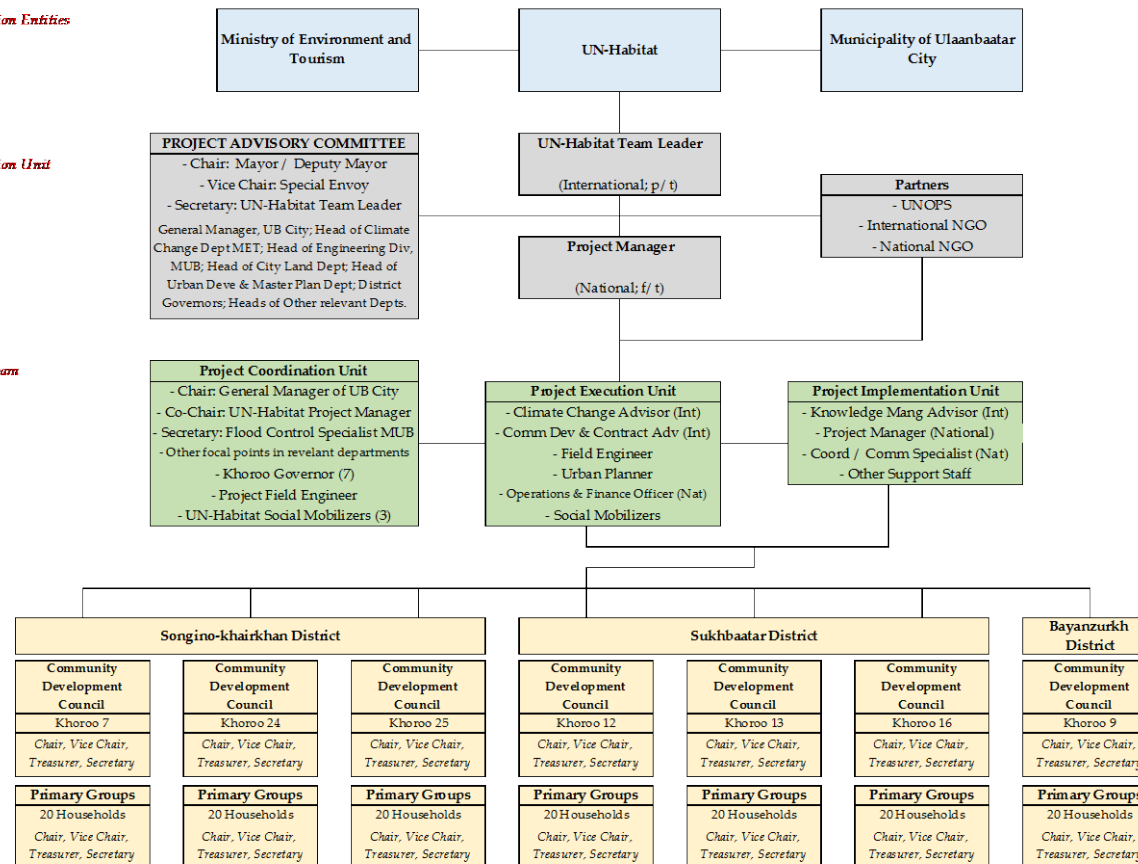 on Entities
Ministry of Environment and
Tourism
UN-Habitat
Municipality of Ulaanbaatar
City
on Unit
PROJECT ADVISORY COMMITTEE
- Chair: Mayor / Deputy Mayor
- Vice Chair: Special Envoy
- Secretary: UN-Habitat Team Leader
General Manager, UB City; Head of Climate
Change Dept MET; Head of Engineering Div,
MUB; Head of City Land Dept; Head of
Urban Deve & Master Plan Dept; District
Governors; Heads of Other relevant Depts.
UN-Habitat Team Leader
(International; p/ t)
Project Manager
(National; f/ t)
Partners
- UNOPS
- International NGO
- National NGO
Project Coordination Unit
- Chair: General Manager of UB City
- Co-Chair: UN-Habitat Project Manager
- Secretary: Flood Control Specialist MUB
- Other focal points in revelant departments
- Khoroo Governor (7)
- Project Field Engineer
- UN-Habitat Social Mobilizers (3)
Project Execution Unit
- Climate Change Advisor (Int)
- Comm Dev & Contract Adv (Int)
- Field Engineer
- Urban Planner
- Operations & Finance Officer (Nat)
- Social Mobilizers
Project Implementation Unit
- Knowledge Mang Advisor (Int)
- Project Manager (National)
- Coord / Comm Specialist (Nat)
- Other Support Staff
Songino-khairkhan District
Sukhbaatar District
Bayanzurkh
District
Community
Development
Council
Khoroo 7
Chair, Vice Chair,
Treasurer, Secretary
Community
Development
Council
Khoroo 24
Chair, Vice Chair,
Treasurer, Secretary
Community
Development
Council
Khoroo 25
Chair, Vice Chair,
Treasurer, Secretary
Community
Development
Council
Khoroo 12
Chair, Vice Chair,
Treasurer, Secretary
Community
Development
Council
Khoroo 13
Chair, Vice Chair,
Treasurer, Secretary
Community
Development
Council
Khoroo 16
Chair, Vice Chair,
Treasurer, Secretary
Community
Development
Council
Khoroo 9
Chair, Vice Chair,
Treasurer, Secretary
Primary Groups
20 Households
Chair, Vice Chair,
Treasurer, Secretary
Primary Groups
20 Households
Chair, Vice Chair,
Treasurer, Secretary
Primary Groups
20 Households
Chair, Vice Chair,
Treasurer, Secretary
Primary Groups
20 Households
Chair, Vice Chair,
Treasurer, Secretary
Primary Groups
20 Households
Chair, Vice Chair,
Treasurer, Secretary
Primary Groups
20 Households
Chair, Vice Chair,
Treasurer, Secretary
Primary Groups
20 Households
Chair, Vice Chair,
Treasurer, Secretary